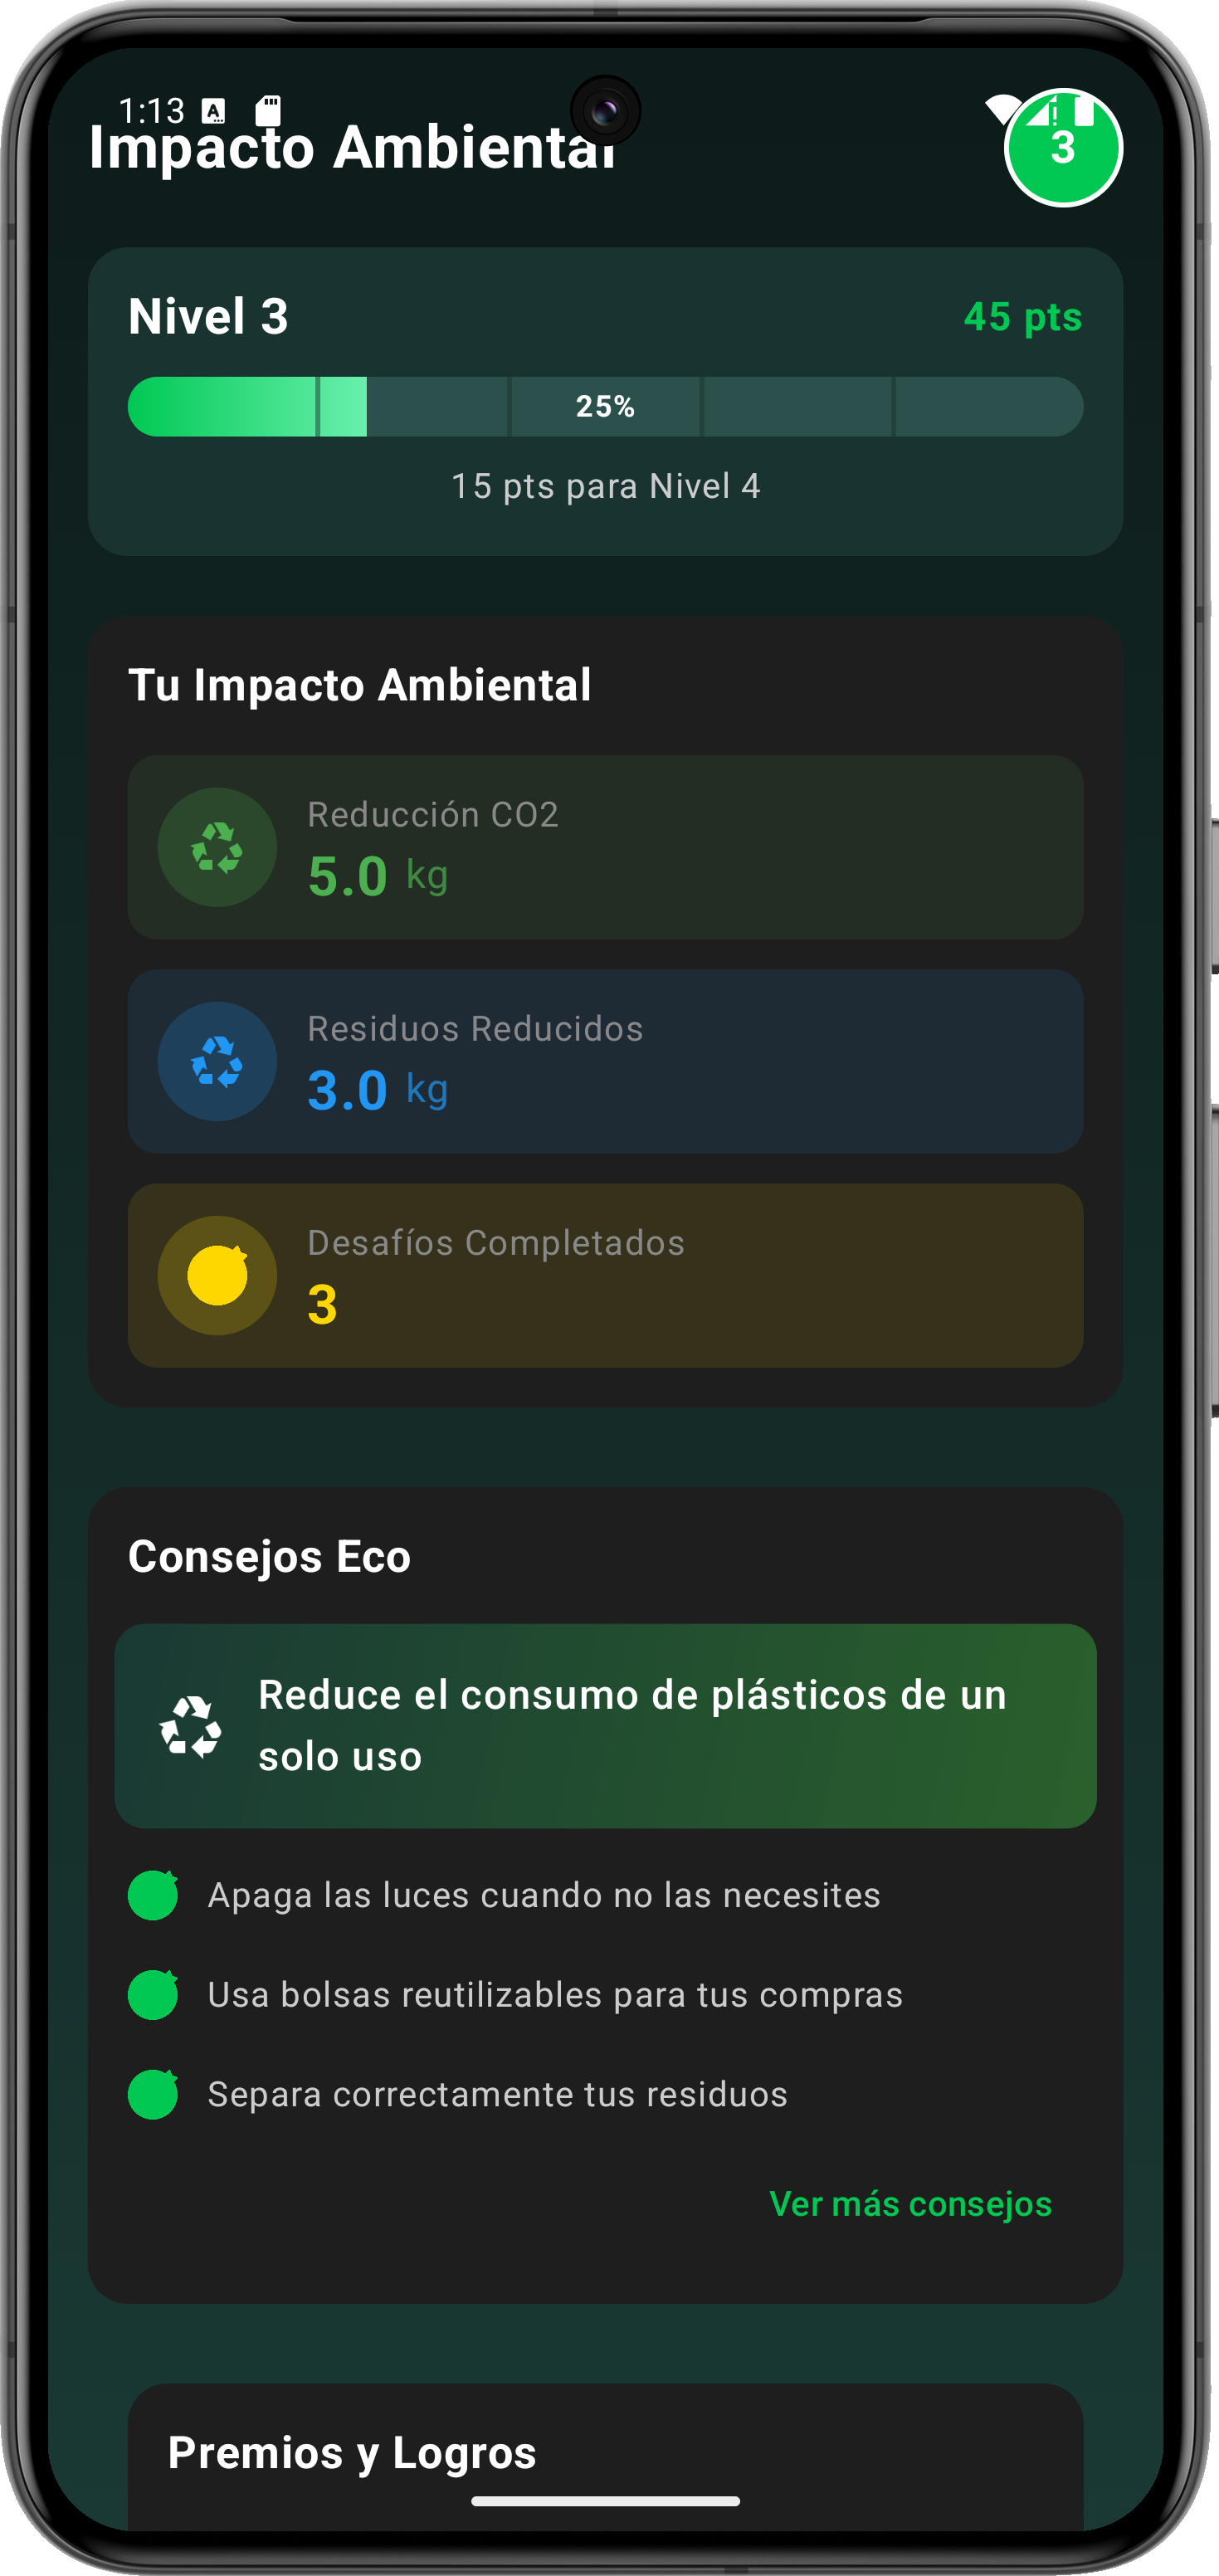 1:13
Impacto Ambiental
3
Nivel 3
45 pts
25%
15 pts para Nivel 4
Tu Impacto Ambiental
Reducción CO2
5.0 kg
Residuos Reducidos
3.0 kg
Desafíos Completados
3
Consejos Eco
Reduce el consumo de plásticos de un
solo uso
Apaga las luces cuando no las necesites
Usa bolsas reutilizables para tus compras
Separa correctamente tus residuos
Ver más consejos
Premios y Logros